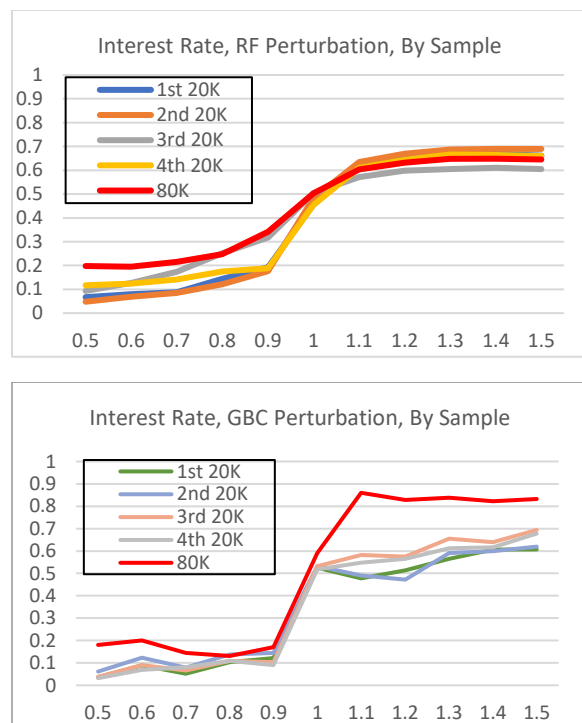 Interest Rate, RF Perturbation, By Sample
1
0.9
0.8
0.7
0.6
0.5
0.4
0.3
0.2
0.1
0
1st 20K
2nd 20K
3rd 20K
4th 20K
80K
0.5 0.6 0.7 0.8 0.9 1 1.1 1.2 1.3 1.4 1.5
Interest Rate, GBC Perturbation, By Sample
1
0.9
0.8
0.7
0.6
0.5
0.4
0.3
0.2
0.1
0
1st 20K
2nd 20K
3rd 20K
4th 20K
80K
0.5 0.6 0.7 0.8 0.9 1 1.1 1.2 1.3 1.4 1.5